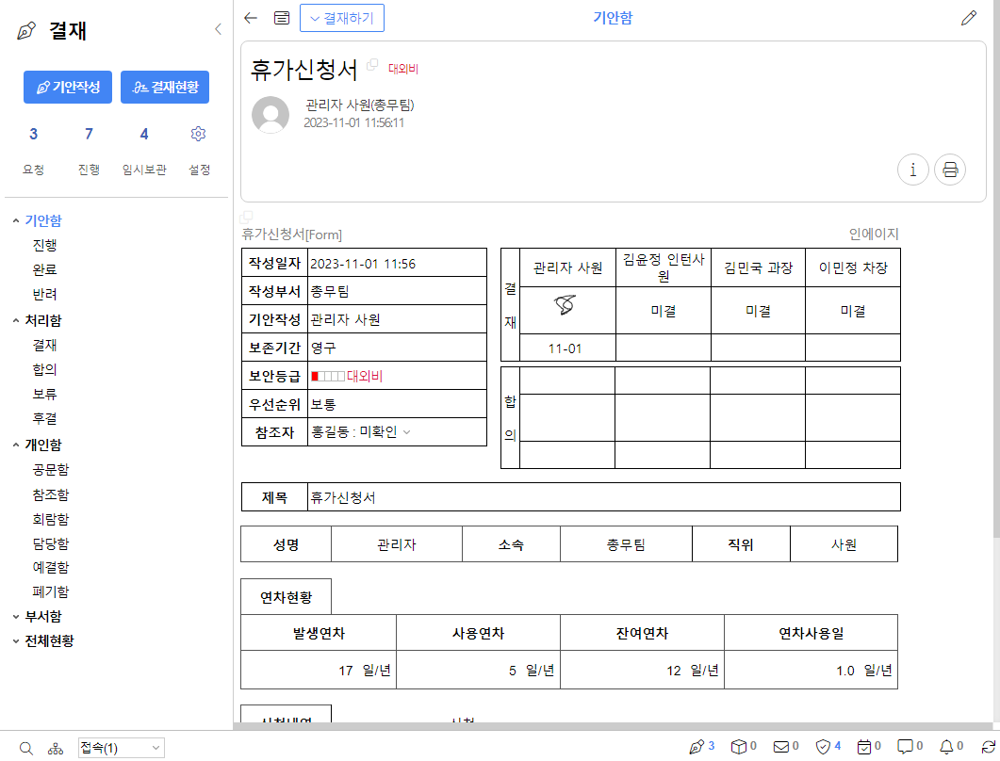 결재
기안작성
결재현황
3 7 4
요청 진행 임시보관 설정
기안함
진행
완료
반려
처리함
결재
합의
보류
후결
개인함
공문함
참조함
회람함
담당함
예결함
폐기함
부서함
전체현황
결재하기
기안함
휴가신청서 대외비
관리자 사원(총무팀)
2023-11-01 11:56:11
i
휴가신청서[Form] 인에이지
작성일자 2023-11-01 11:56
작성부서 총무팀
기안작성 관리자 사원
보존기간 영구
보안등급 대외비
우선순위 보통
참조자 홍길동 : 미확인
결재 관리자 사원 김윤정 인턴사원 김민국 과장 이민정 차장
미결 미결 미결
11-01
합의
제목 휴가신청서
성명 관리자 소속 총무팀 직위 사원
연차현황
발생연차 사용연차 잔여연차 연차사용일
17 일/년 5 일/년 12 일/년 1.0 일/년
신청내역 신청
접속(1)
3 0 0 4 0 0 0